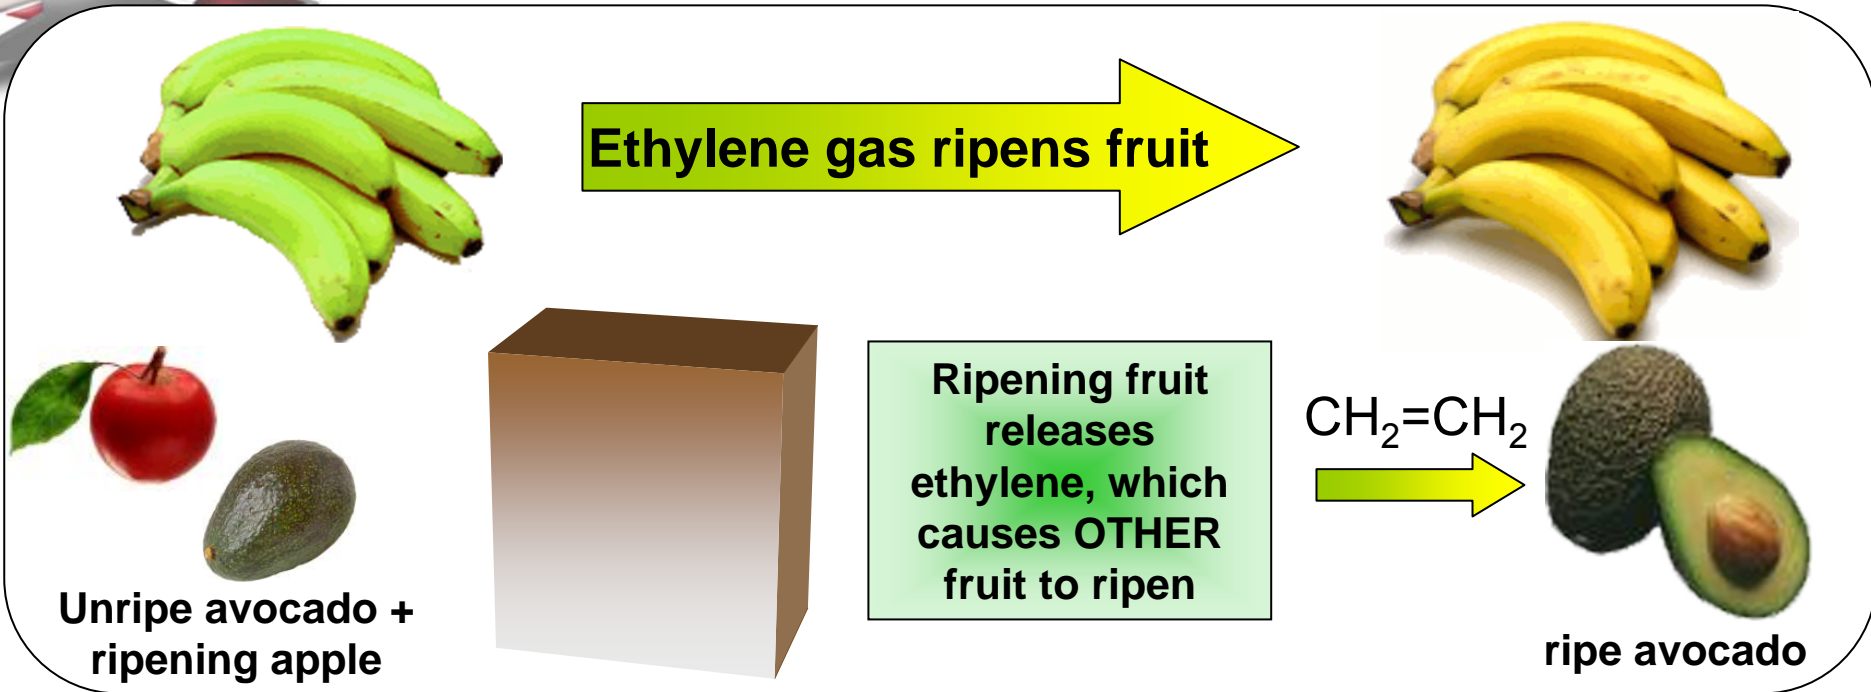 Ethylene gas ripens fruit
Ripening fruit
releases
ethylene, which
causes OTHER
fruit to ripen
CH₂=CH₂
Unripe avocado +
ripening apple
ripe avocado